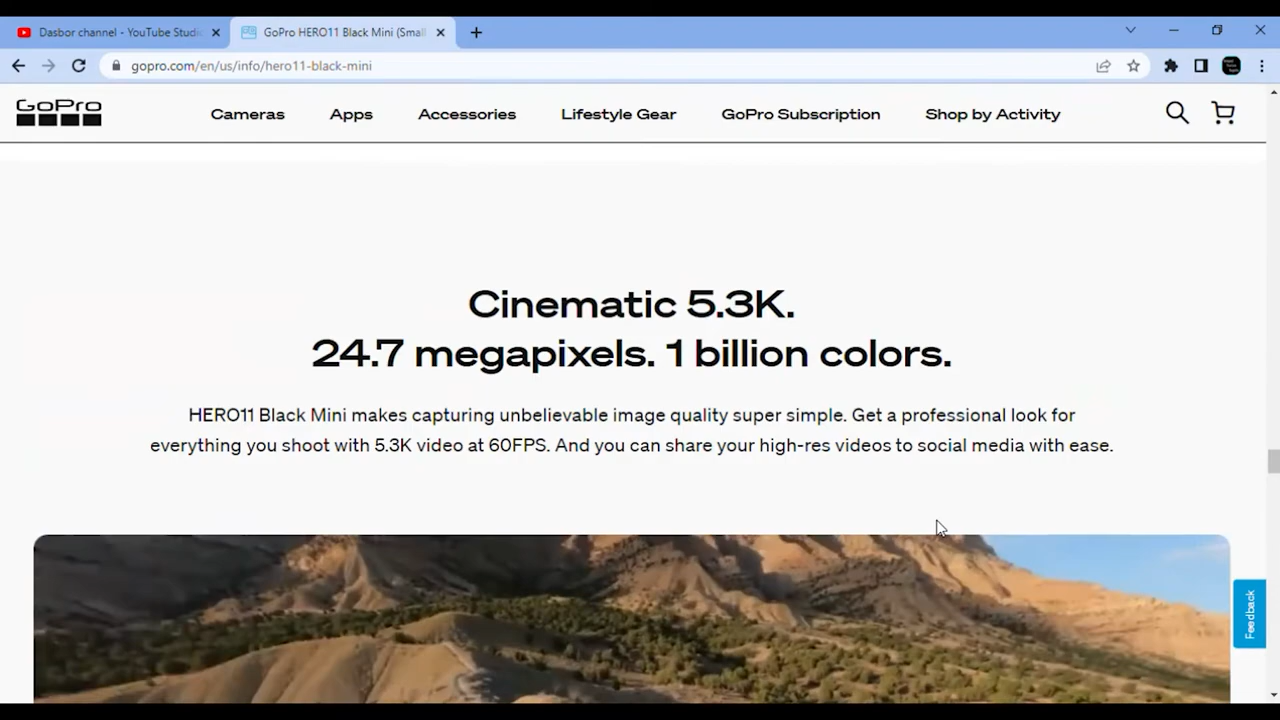 Dasbor channel - YouTube Studio
GoPro HERO11 Black Mini (Small
gopro.com/en/us/info/hero11-black-mini
GoPro
Cameras
Apps
Accessories
Lifestyle Gear
GoPro Subscription
Shop by Activity
Cinematic 5.3K.
24.7 megapixels. 1 billion colors.
HERO11 Black Mini makes capturing unbelievable image quality super simple. Get a professional look for
everything you shoot with 5.3K video at 60FPS. And you can share your high-res videos to social media with ease.
Feedback